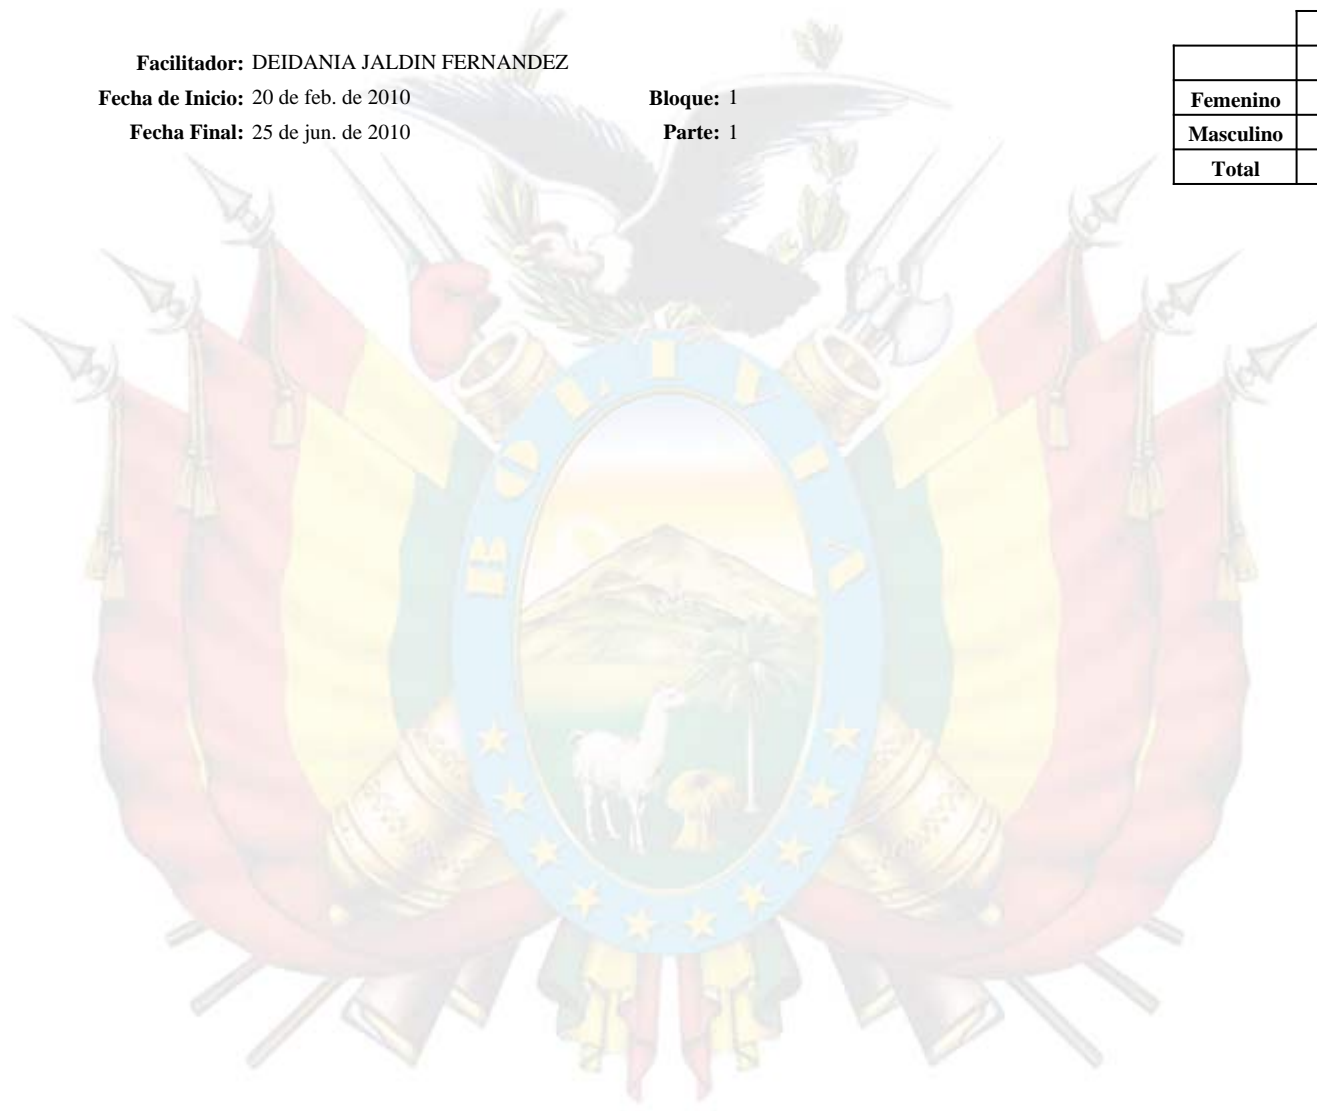 Facilitador: DEIDANIA JALDIN FERNANDEZ
Fecha de Inicio: 20 de feb. de 2010 Bloque: 1
Fecha Final: 25 de jun. de 2010 Parte: 1
Femenino
Masculino
Total
BOLIVIA